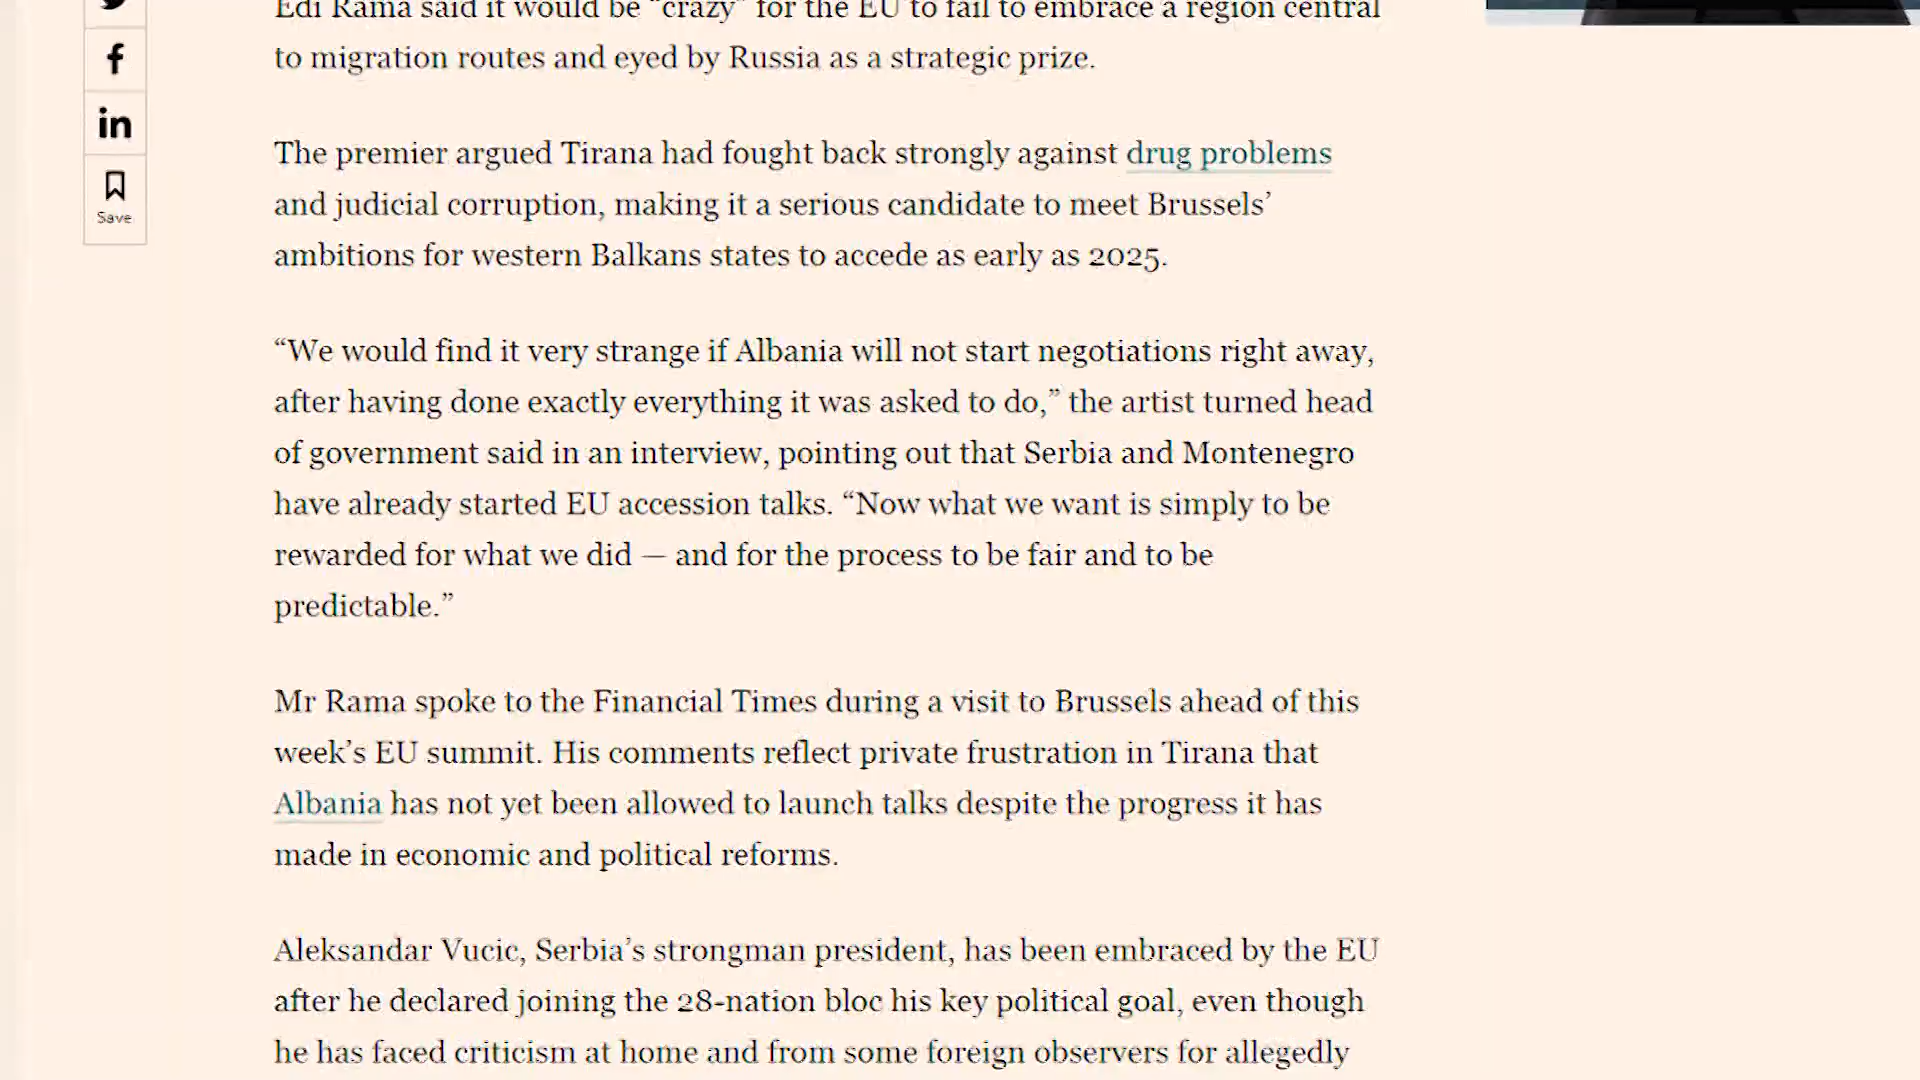 Edi Rama said it would be “crazy” for the EU to fail to embrace a region central
to migration routes and eyed by Russia as a strategic prize.
Save
The premier argued Tirana had fought back strongly against drug problems
and judicial corruption, making it a serious candidate to meet Brussels’
ambitions for western Balkans states to accede as early as 2025.
“We would find it very strange if Albania will not start negotiations right away,
after having done exactly everything it was asked to do,” the artist turned head
of government said in an interview, pointing out that Serbia and Montenegro
have already started EU accession talks. “Now what we want is simply to be
rewarded for what we did — and for the process to be fair and to be
predictable.”
Mr Rama spoke to the Financial Times during a visit to Brussels ahead of this
week’s EU summit. His comments reflect private frustration in Tirana that
Albania has not yet been allowed to launch talks despite the progress it has
made in economic and political reforms.
Aleksandar Vucic, Serbia’s strongman president, has been embraced by the EU
after he declared joining the 28-nation bloc his key political goal, even though
he has faced criticism at home and from some foreign observers for allegedly